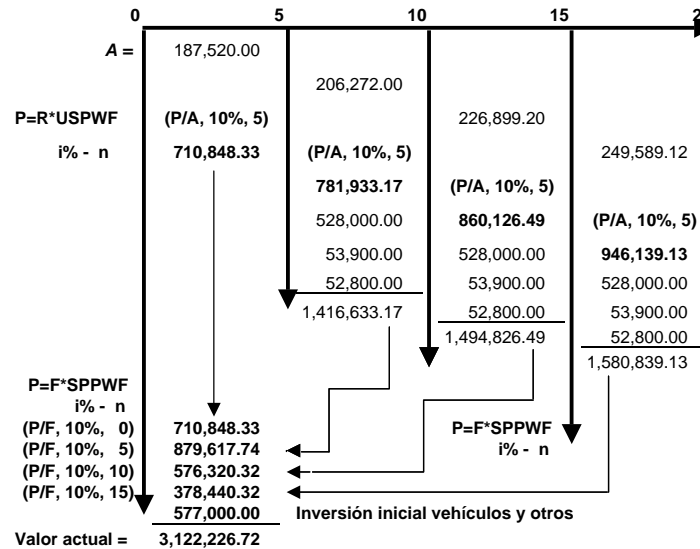 0 5 10 15 2
A = 187,520.00
206,272.00
P=R*USPWF (P/A, 10%, 5) 226,899.20
i% - n 710,848.33 (P/A, 10%, 5) 249,589.12
781,933.17 (P/A, 10%, 5)
528,000.00 860,126.49 (P/A, 10%, 5)
53,900.00 528,000.00 946,139.13
52,800.00 53,900.00 528,000.00
1,416,633.17 52,800.00 53,900.00
1,494,826.49 52,800.00
1,580,839.13
P=F*SPPWF
i% - n
(P/F, 10%, 0) 710,848.33 P=F*SPPWF
(P/F, 10%, 5) 879,617.74 i% - n
(P/F, 10%, 10) 576,320.32
(P/F, 10%, 15) 378,440.32
577,000.00 Inversión inicial vehículos y otros
Valor actual = 3,122,226.72